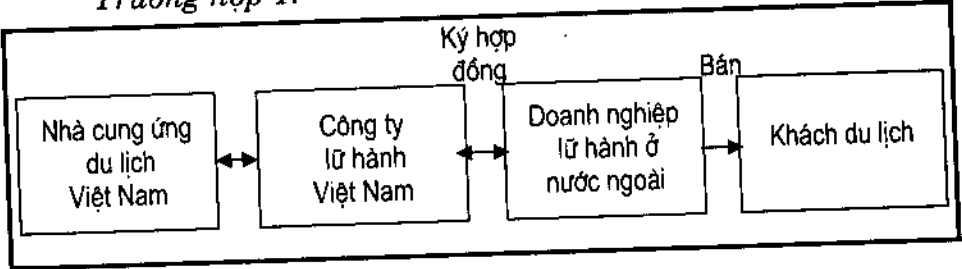 Trường hợp 1.
Ký hợp
đồng
Bán
Nhà cung ứng
du lịch
Việt Nam
Công ty
lữ hành
Việt Nam
Doanh nghiệp
lữ hành ở
nước ngoài
Khách du lịch